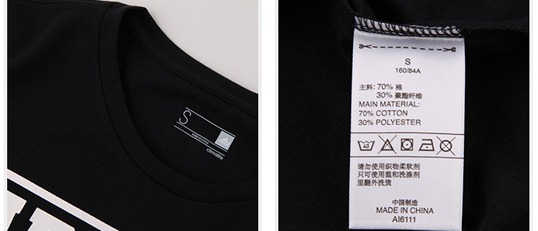 S
S
160/84A
主料: 70% 棉
30% 聚酯纤维
MAIN MATERIAL:
70% COTTON
30% POLYESTER
请勿使用织物柔软剂
只可使用温和洗涤剂
里翻外洗烫
中国制造
MADE IN CHINA
AI6111